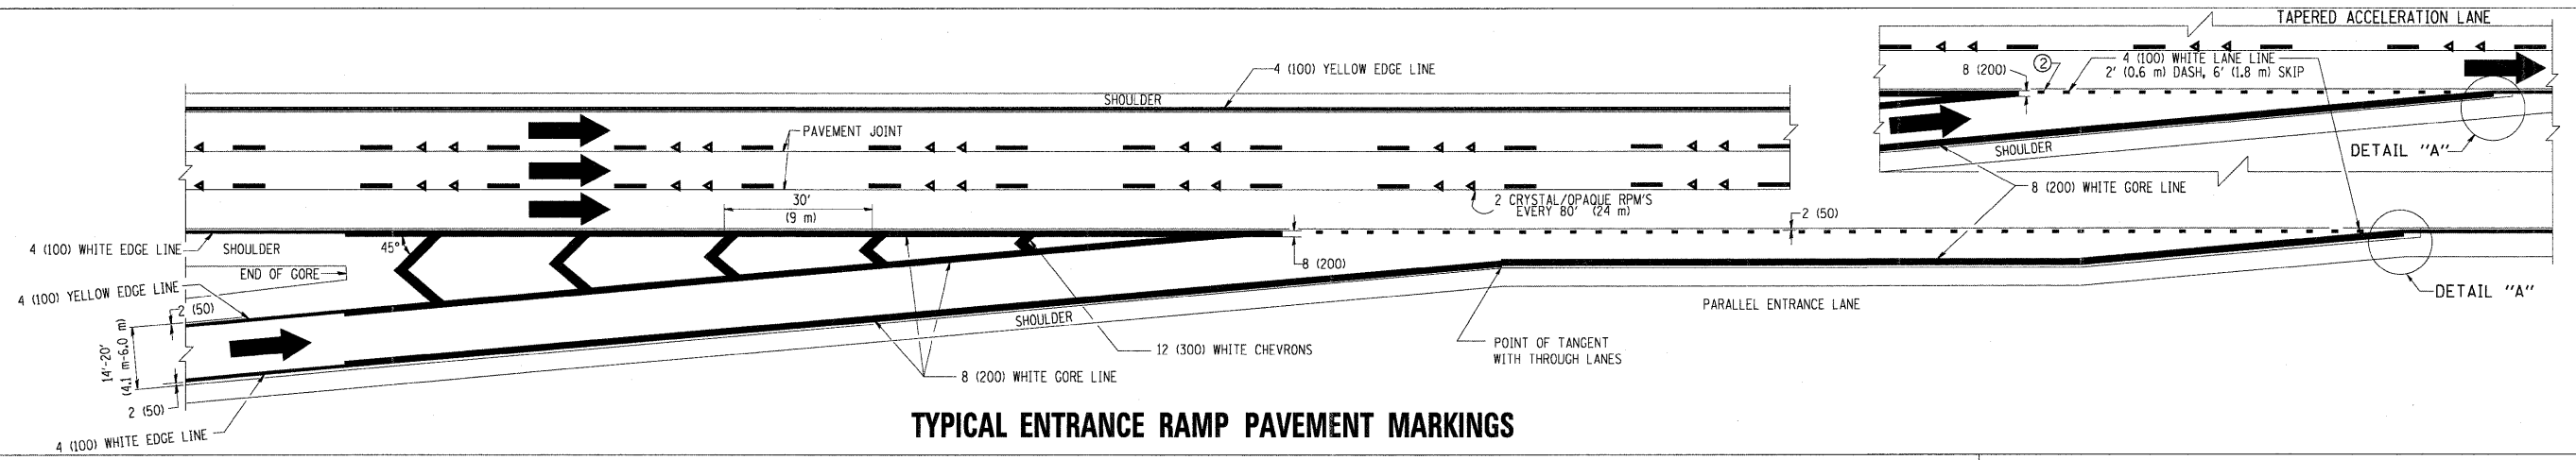 TAPERED ACCELERATION LANE
4 (100) YELLOW EDGE LINE
8 (200)
2
4 (100) WHITE LANE LINE
2' (0.6 m) DASH, 6' (1.8 m) SKIP
SHOULDER
PAVEMENT JOINT
SHOULDER
DETAIL "A"
30'
(9 m)
2 CRYSTAL/OPAQUE RPM'S
EVERY 80' (24 m)
8 (200) WHITE GORE LINE
2 (50)
4 (100) WHITE EDGE LINE
SHOULDER
45°
END OF GORE
8 (200)
4 (100) YELLOW EDGE LINE
2 (50)
DETAIL "A"
PARALLEL ENTRANCE LANE
SHOULDER
14'-20'
(4.1 m-6.0 m)
12 (300) WHITE CHEVRONS
POINT OF TANGENT
WITH THROUGH LANES
8 (200) WHITE GORE LINE
2 (50)
4 (100) WHITE EDGE LINE
TYPICAL ENTRANCE RAMP PAVEMENT MARKINGS